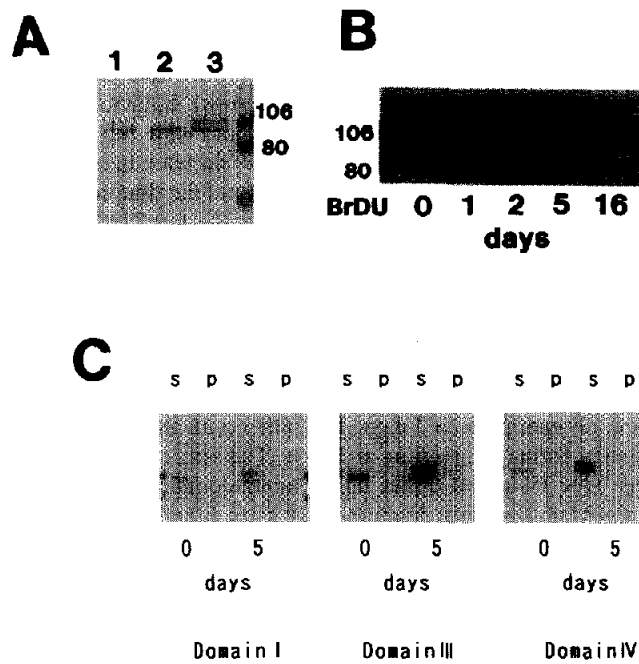 A
1 2 3
106
80
B
106
80
BrDU 0 1 2 5 16
days
C
s p s p
s p s p
s p s p
0 5
days
0 5
days
0 5
days
Domain I
Domain III
Domain IV